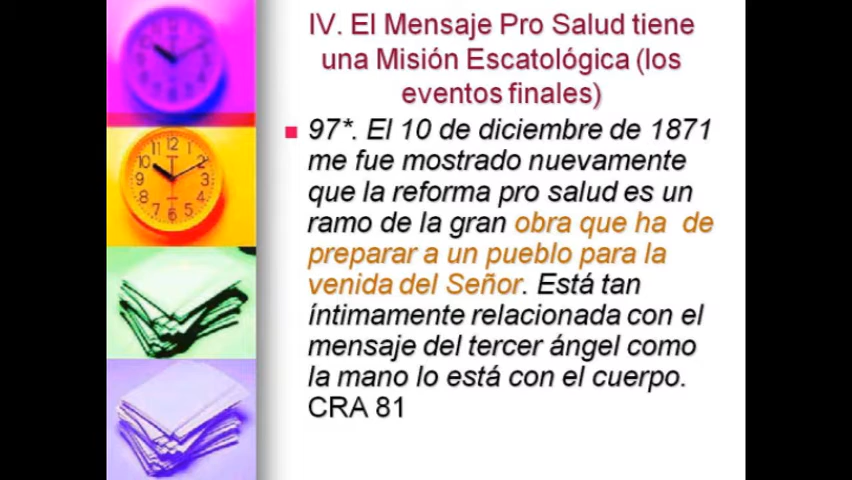 IV. El Mensaje Pro Salud tiene
una Misión Escatológica (los
eventos finales)
97*. El 10 de diciembre de 1871
me fue mostrado nuevamente
que la reforma pro salud es un
ramo de la gran obra que ha de
preparar a un pueblo para la
venida del Señor. Está tan
íntimamente relacionada con el
mensaje del tercer ángel como
la mano lo está con el cuerpo.
CRA 81